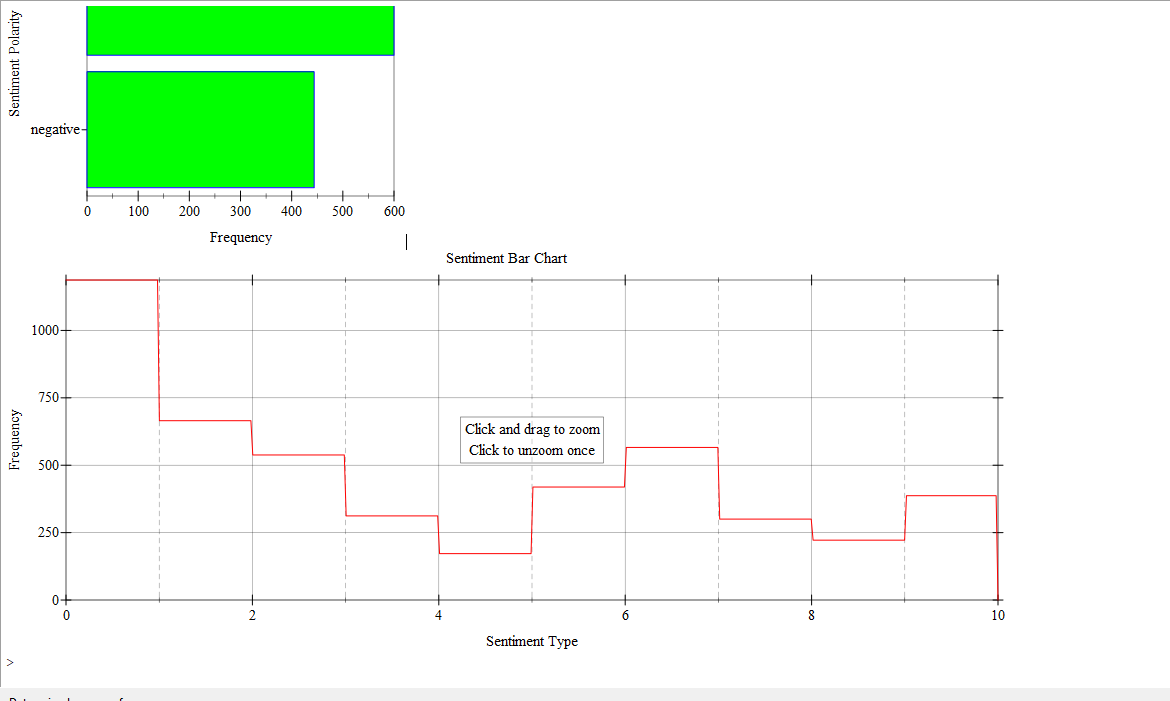 Sentiment Polarity
negative
0 100 200 300 400 500 600
Frequency
Sentiment Bar Chart
Frequency
1000
750
500
250
0
Click and drag to zoom
Click to unzoom once
0 2 4 6 8 10
Sentiment Type
>